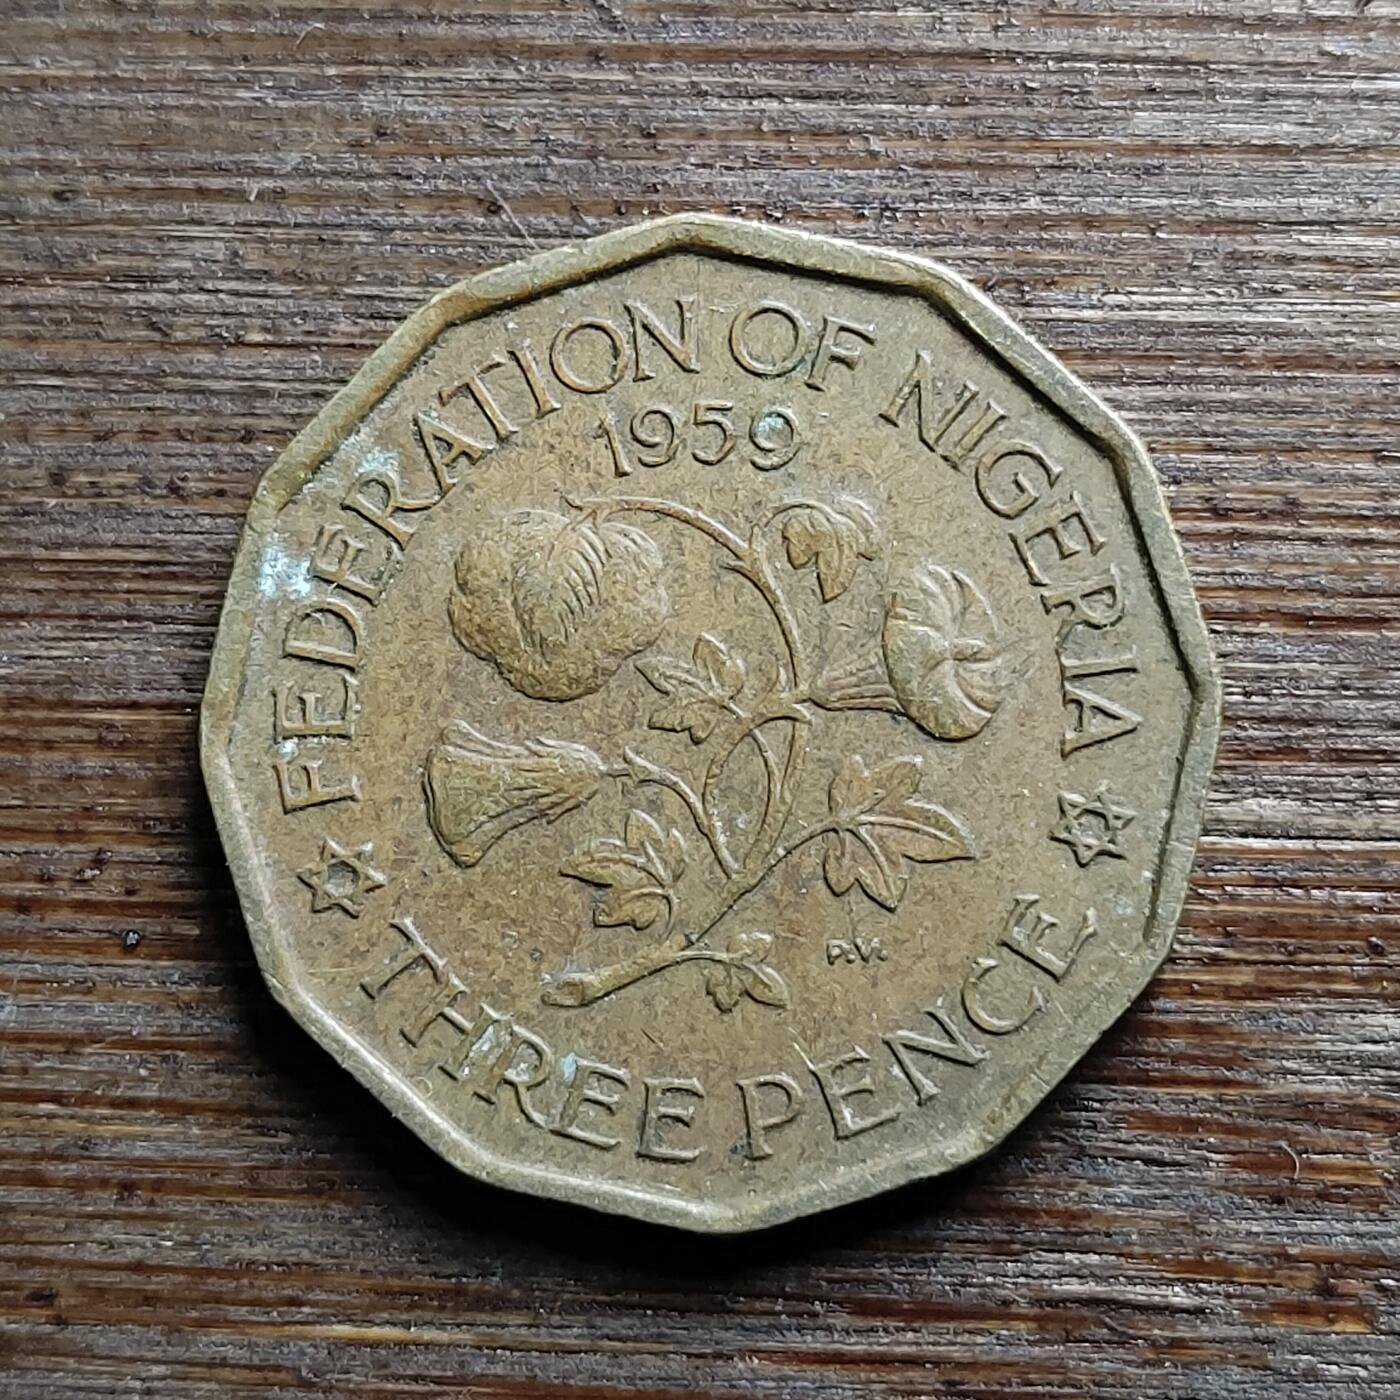 FEDERATION OF NIGERIA
1959
P.V.
THREE PENCE